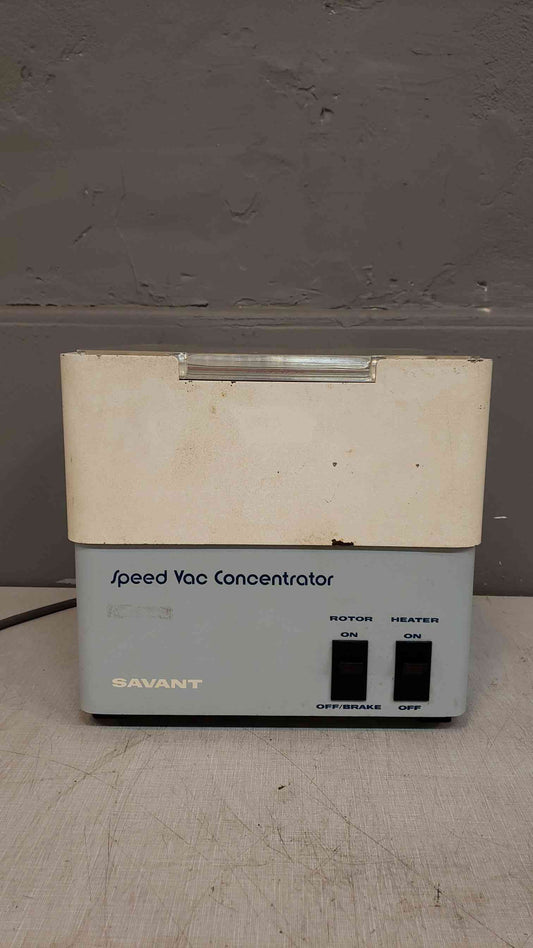 Speed Vac Concentrator
ROTOR HEATER
ON ON
SAVANT
OFF/BRAKE OFF